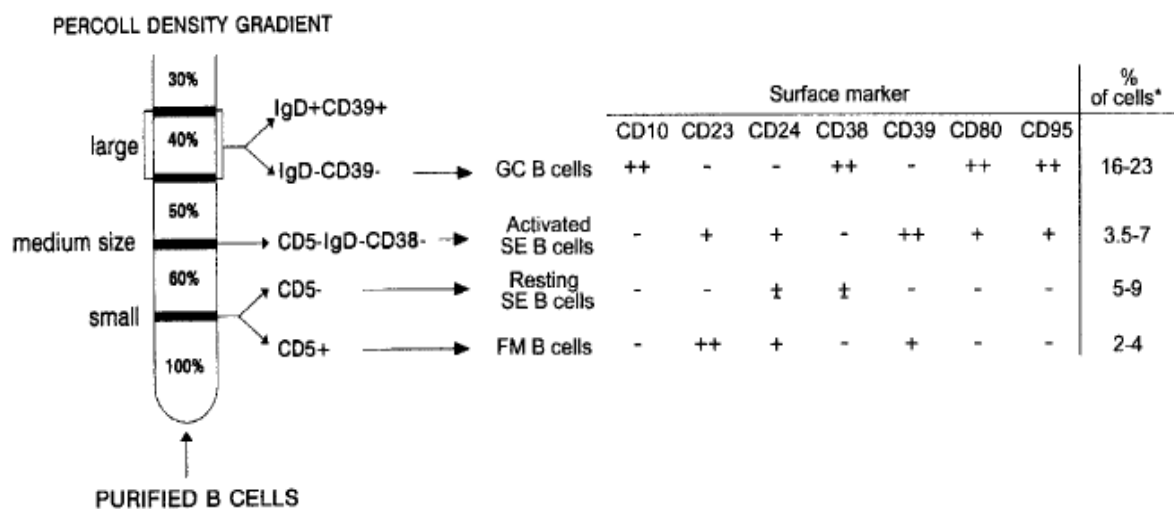 PERCOLL DENSITY GRADIENT
30%
40%
50%
60%
100%
large
medium size
small
IgD+CD39+
IgD-CD39-
CD5-IgD-CD38-
CD5-
CD5+
PURIFIED B CELLS
Surface marker
%
of cells*
CD10 CD23 CD24 CD38 CD39 CD80 CD95
GC B cells ++ - - ++ - ++ ++ 16-23
Activated
SE B cells - + + - ++ + + 3.5-7
Resting
SE B cells - - ± ± - - - 5-9
FM B cells - ++ + - + - - 2-4